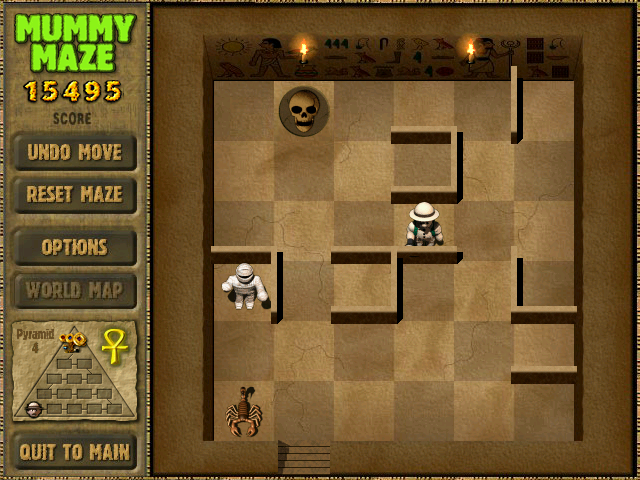 MUMMY
MAZE
15495
SCORE
UNDO MOVE
RESET MAZE
OPTIONS
WORLD MAP
Pyramid
4
QUIT TO MAIN